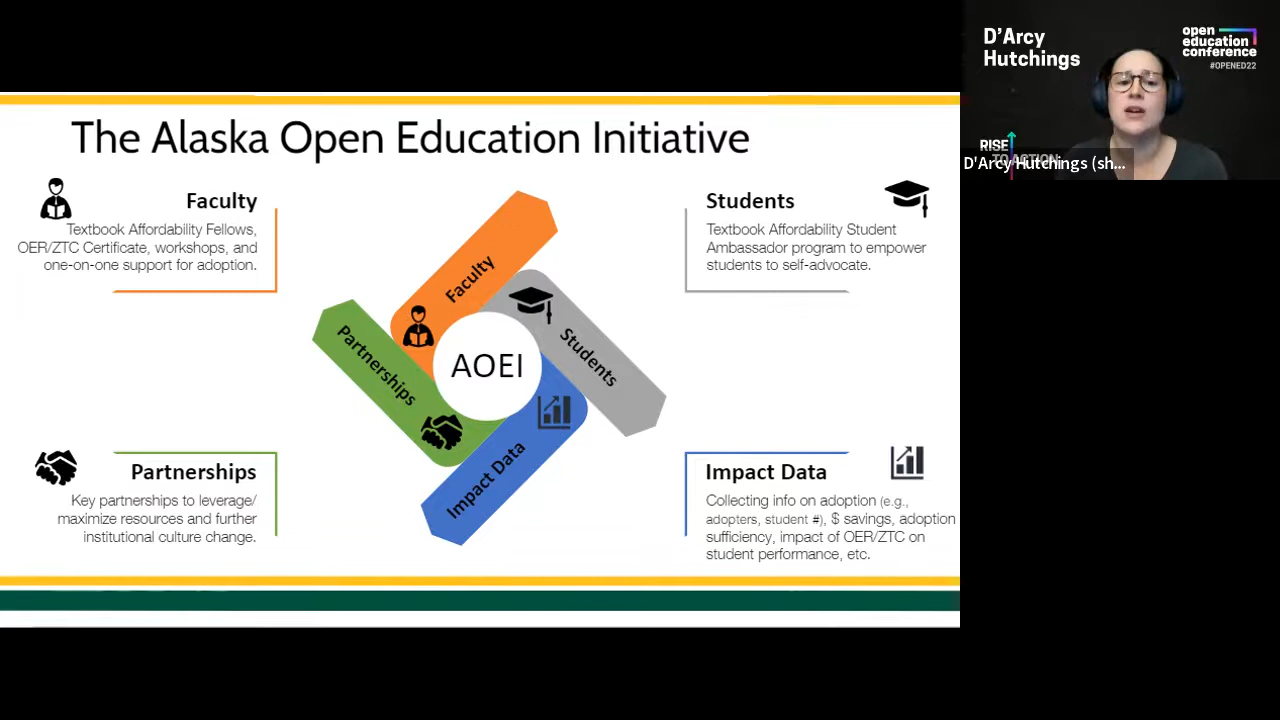 The Alaska Open Education Initiative
Faculty
Textbook Affordability Fellows,
OER/ZTC Certificate, workshops, and
one-on-one support for adoption.
Students
Textbook Affordability Student
Ambassador program to empower
students to self-advocate.
Faculty
Students
Partnerships
AOEI
Impact Data
Partnerships
Key partnerships to leverage/
maximize resources and further
institutional culture change.
Impact Data
Collecting info on adoption (e.g.,
adopters, student #), $ savings, adoption
sufficiency, impact of OER/ZTC on
student performance, etc.
D'Arcy
Hutchings
open
education
conference
#OPENED22
RISE
TO ACTION
D'Arcy Hutchings (sh...